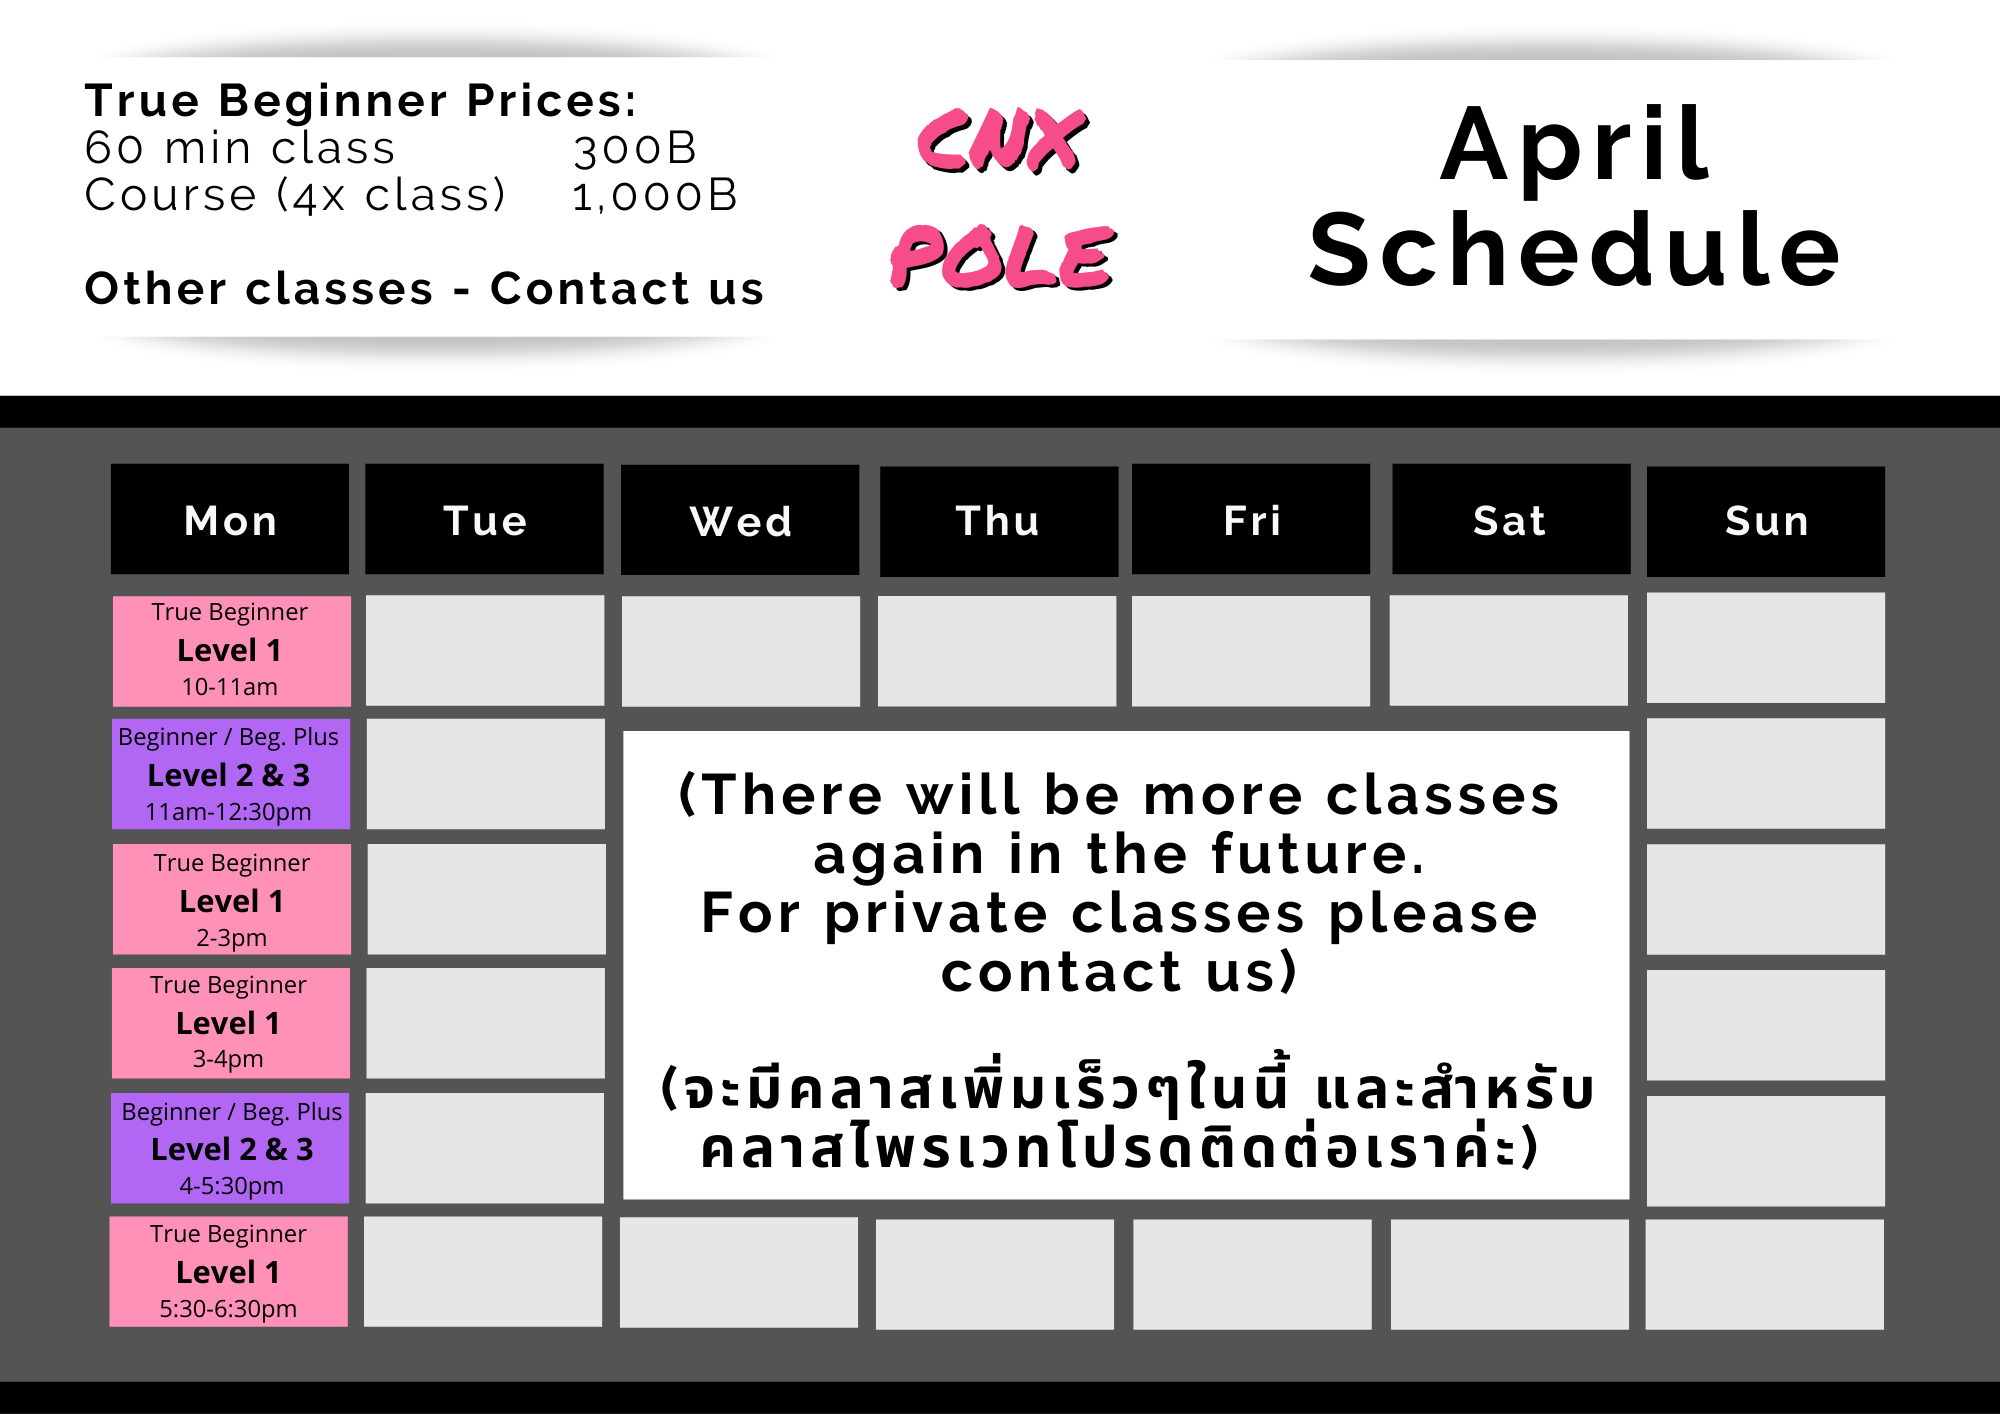 True Beginner Prices:
60 min class 300B
Course (4x class) 1,000B
Other classes - Contact us
CNX
POLE
April
Schedule
Mon Tue Wed Thu Fri Sat Sun
True Beginner
Level 1
10-11am
Beginner / Beg. Plus
Level 2 & 3
11am-12:30pm
True Beginner
Level 1
2-3pm
True Beginner
Level 1
3-4pm
Beginner / Beg. Plus
Level 2 & 3
4-5:30pm
True Beginner
Level 1
5:30-6:30pm
(There will be more classes
again in the future.
For private classes please
contact us)
(จะมีคลาสเพิ่มเร็วๆในนี้ และสำหรับ
คลาสไพรเวทโปรดติดต่อเราค่ะ)